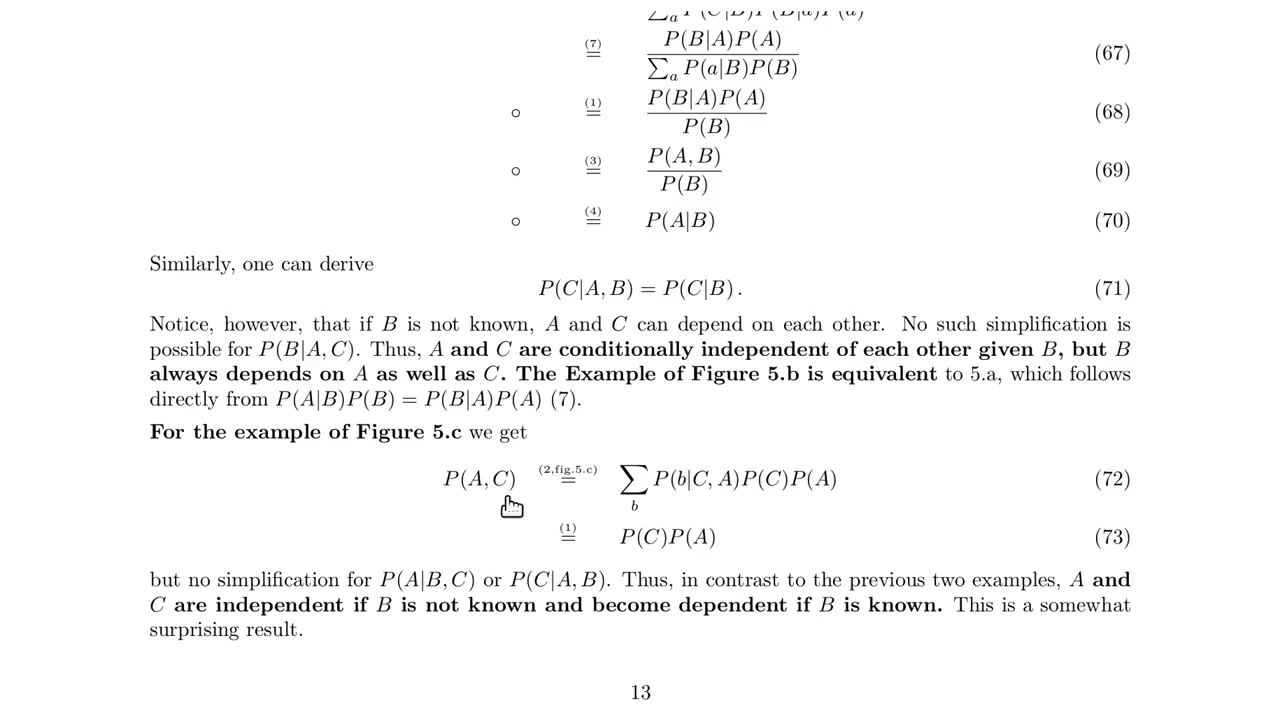 (7)= P(B|A)P(A) / ∑_a P(a|B)P(B) (67)
◦ (1)= P(B|A)P(A) / P(B) (68)
◦ (3)= P(A, B) / P(B) (69)
◦ (4)= P(A|B) (70)
Similarly, one can derive
P(C|A, B) = P(C|B) . (71)
Notice, however, that if B is not known, A and C can depend on each other. No such simplification is
possible for P(B|A, C). Thus, A and C are conditionally independent of each other given B, but B
always depends on A as well as C. The Example of Figure 5.b is equivalent to 5.a, which follows
directly from P(A|B)P(B) = P(B|A)P(A) (7).
For the example of Figure 5.c we get
P(A, C) (2,fig.5.c)= ∑_b P(b|C, A)P(C)P(A) (72)
(1)= P(C)P(A) (73)
but no simplification for P(A|B, C) or P(C|A, B). Thus, in contrast to the previous two examples, A and
C are independent if B is not known and become dependent if B is known. This is a somewhat
surprising result.
13